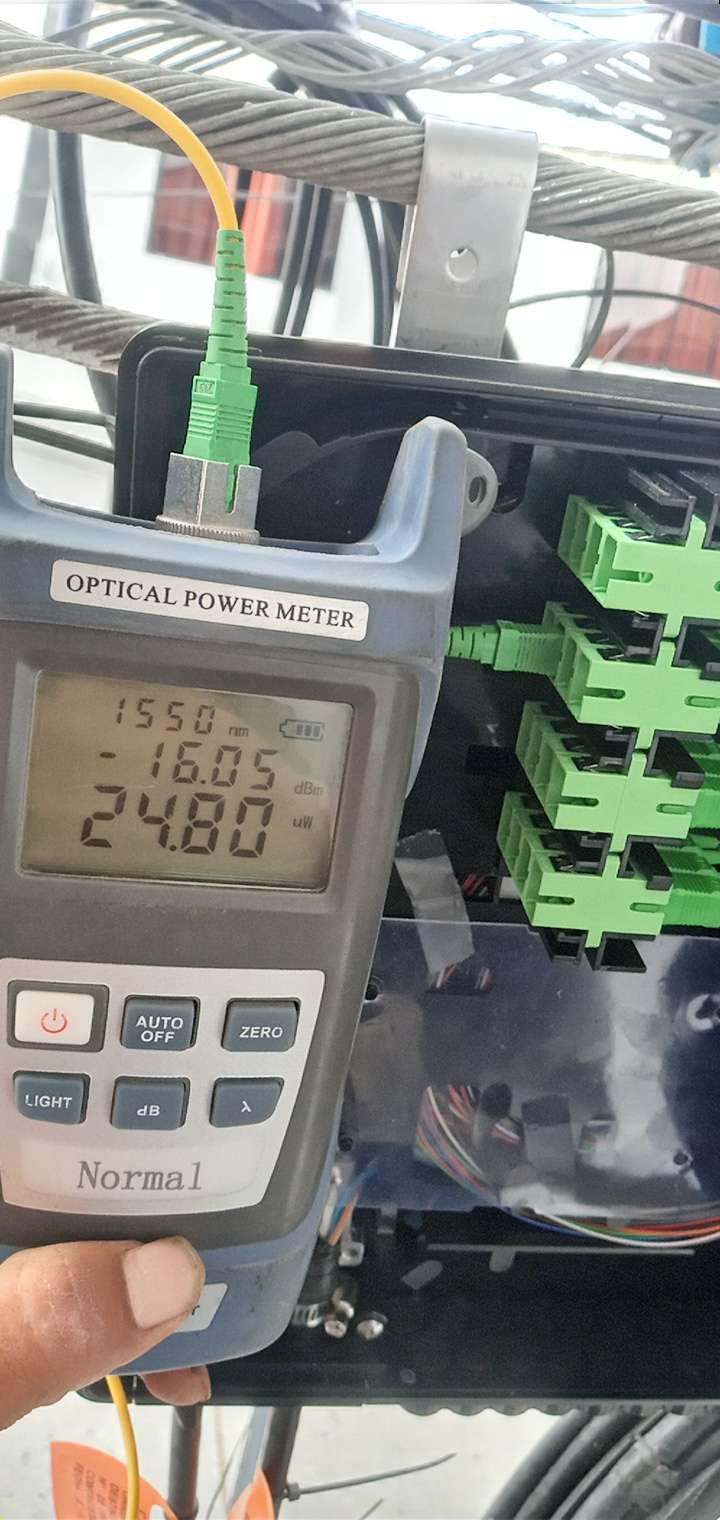 OPTICAL POWER METER
1550 nm
-16.05 dBm
24.80 uW
AUTO OFF
ZERO
LIGHT
dB
λ
Normal